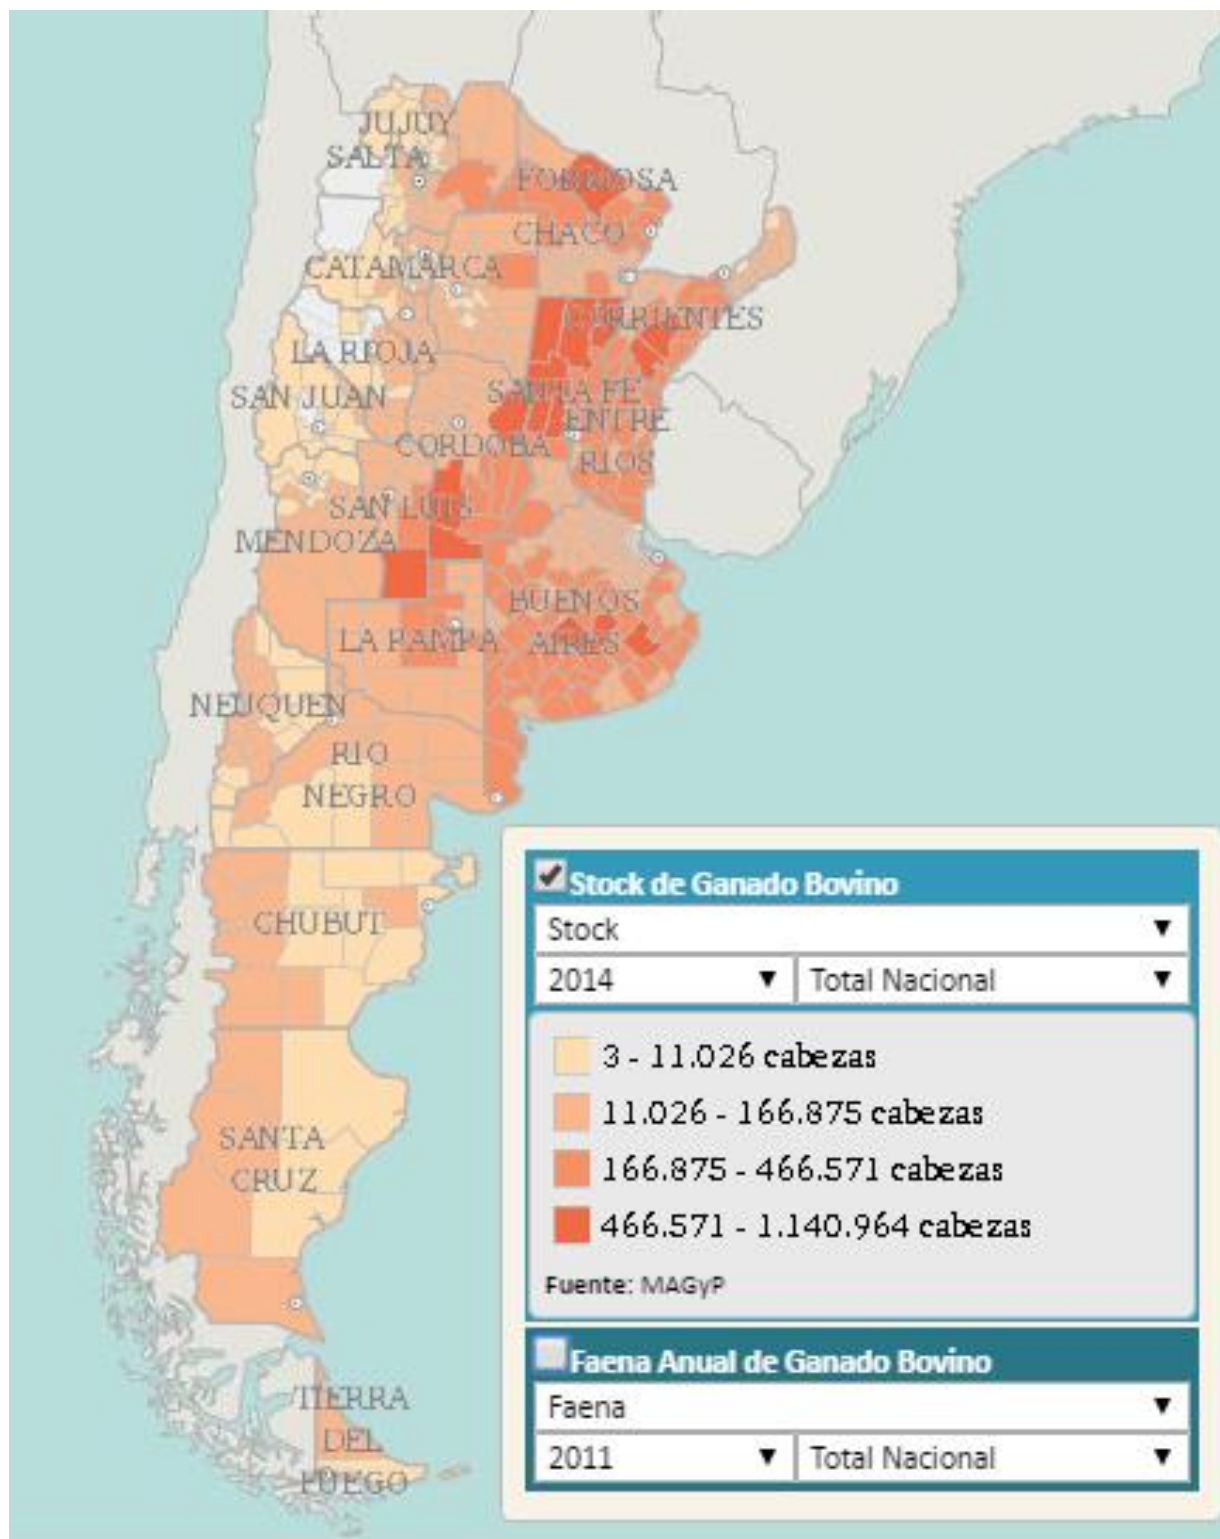 JUJUY
SALTA
FORMOSA
CHACO
CATAMARCA
CORRIENTES
LA RIOJA
SANTA FE
SAN JUAN
ENTRE
CORDOBA
RIOS
SAN LUIS
MENDOZA
BUENOS
LA PAMPA
AIRES
NEUQUEN
RIO
NEGRO
CHUBUT
SANTA
CRUZ
TIERRA
DEL
FUEGO
Stock de Ganado Bovino
Stock
2014 Total Nacional
3 - 11.026 cabezas
11.026 - 166.875 cabezas
166.875 - 466.571 cabezas
466.571 - 1.140.964 cabezas
Fuente: MAGyP
Faena Anual de Ganado Bovino
Faena
2011 Total Nacional